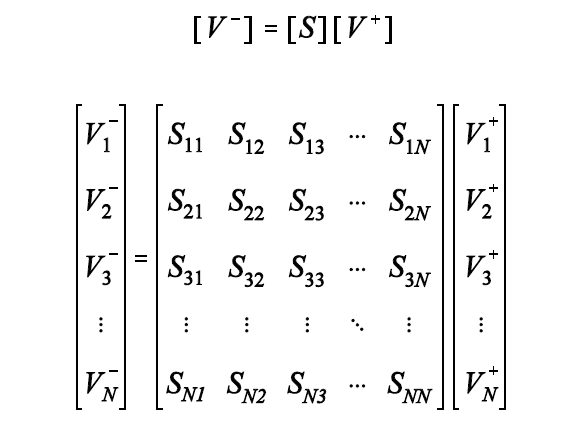 [V⁻] = [S][V⁺]
[V₁⁻] = [S₁₁ S₁₂ S₁₃ ⋯ S₁N] [V₁⁺]
[V₂⁻] [S₂₁ S₂₂ S₂₃ ⋯ S₂N] [V₂⁺]
[V₃⁻] [S₃₁ S₃₂ S₃₃ ⋯ S₃N] [V₃⁺]
[⋮] [⋮ ⋮ ⋮ ⋱ ⋮] [⋮]
[V_N⁻] [S_N1 S_N2 S_N3 ⋯ S_NN] [V_N⁺]